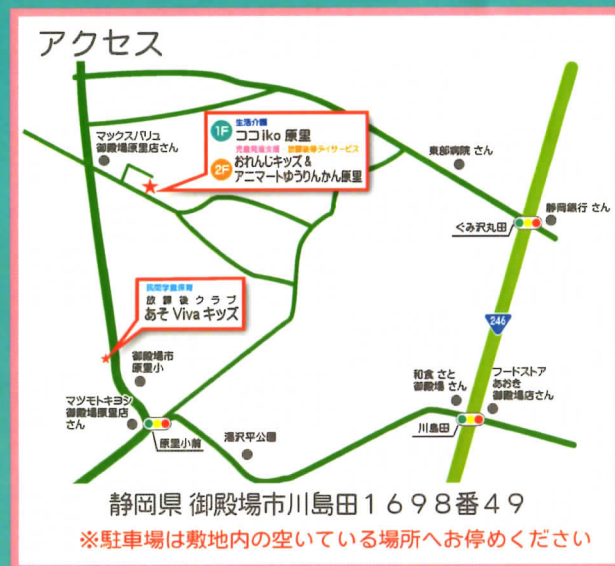 アクセス
1F 生活介護
ココiko 原里
児童発達支援 放課後等デイサービス
2F おれんじキッズ&
アニマートゆうりんかん原里
マックスバリュ
御殿場原里店さん
東部病院 さん
静岡銀行 さん
ぐみ沢丸田
民間学童保育
放課後クラブ
あそ Viva キッズ
246
御殿場市
原里小
マツモトキヨシ
御殿場原里店
さん
原里小前
湯沢平公園
和食 さと
御殿場 さん
フードストア
あおき
御殿場店さん
川島田
静岡県 御殿場市川島田1698番49
※駐車場は敷地内の空いている場所へお停めください